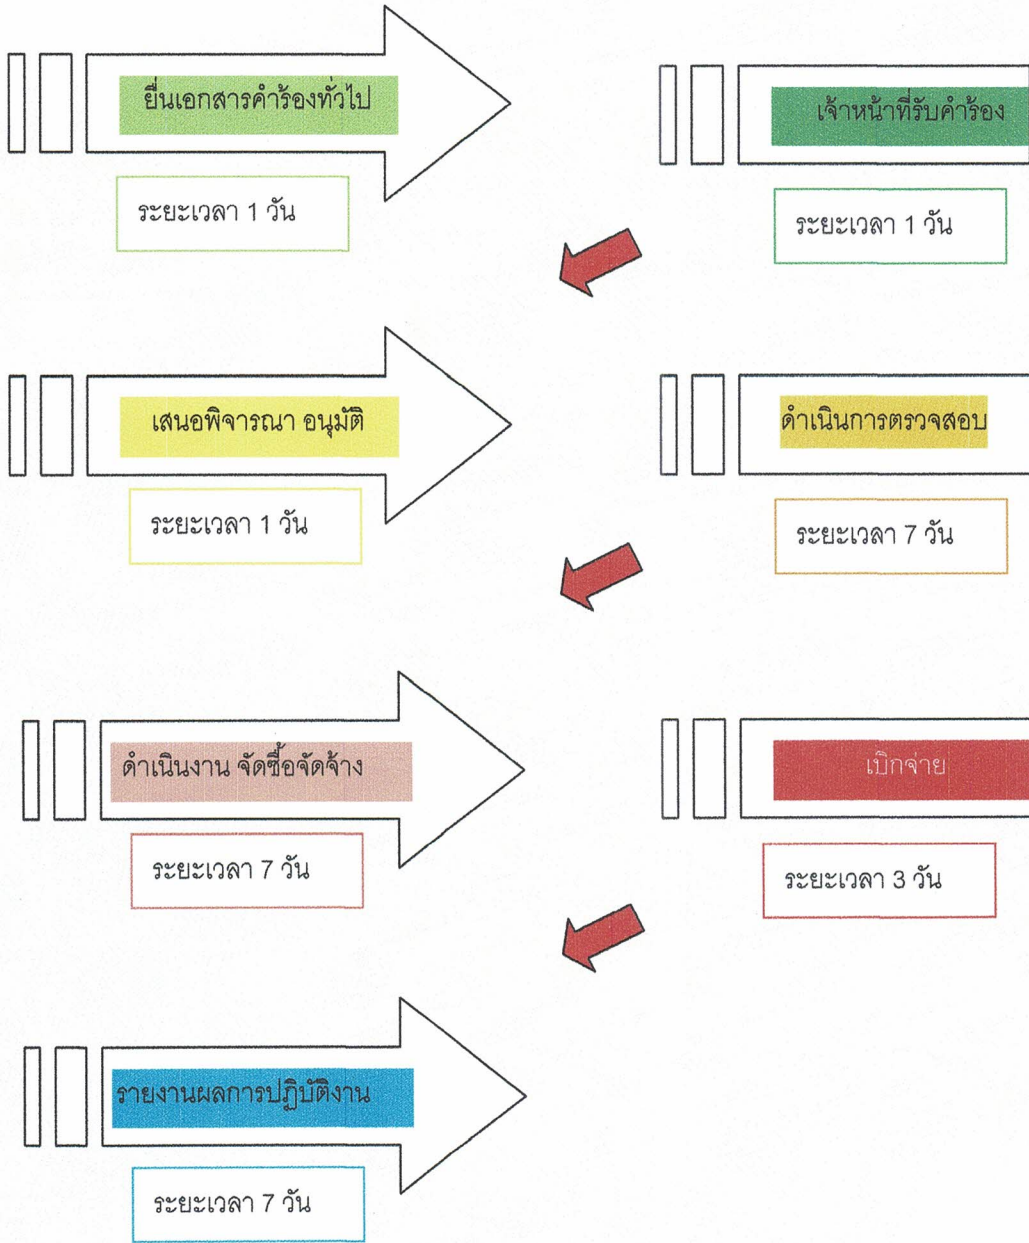 ยื่นเอกสารคำร้องทั่วไป
ระยะเวลา 1 วัน
เจ้าหน้าที่รับคำร้อง
ระยะเวลา 1 วัน
เสนอพิจารณา อนุมัติ
ระยะเวลา 1 วัน
ดำเนินการตรวจสอบ
ระยะเวลา 7 วัน
ดำเนินงาน จัดซื้อจัดจ้าง
ระยะเวลา 7 วัน
เบิกจ่าย
ระยะเวลา 3 วัน
รายงานผลการปฏิบัติงาน
ระยะเวลา 7 วัน